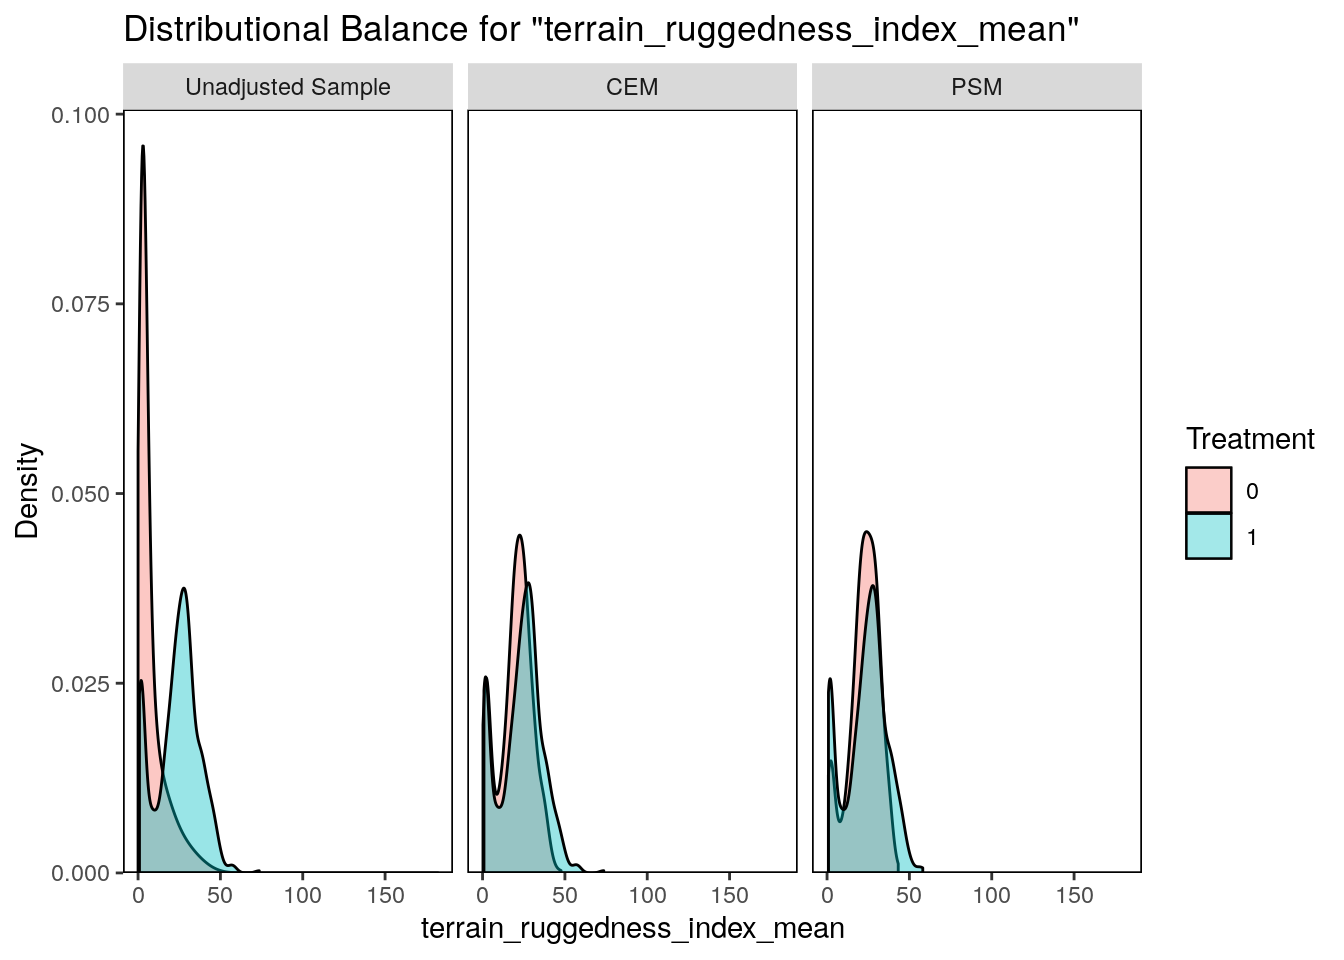 Distributional Balance for "terrain_ruggedness_index_mean"
Unadjusted Sample
CEM
PSM
0.100
0.075
0.050
0.025
0.000
Density
0 50 100 150
0 50 100 150
0 50 100 150
terrain_ruggedness_index_mean
Treatment
0
1